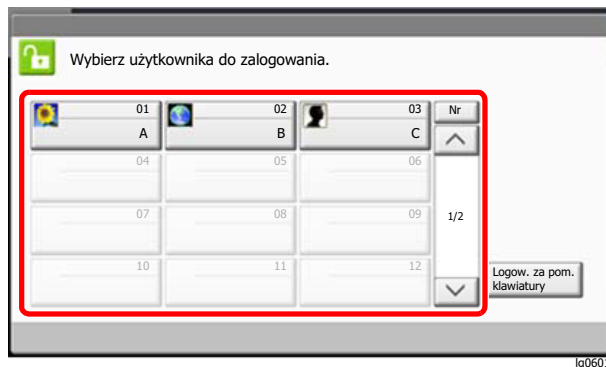 Wybierz użytkownika do zalogowania.
01 02 03 Nr
A B C
04 05 06
07 08 09 1/2
10 11 12
Logow. za pom.
klawiatury
lg0601